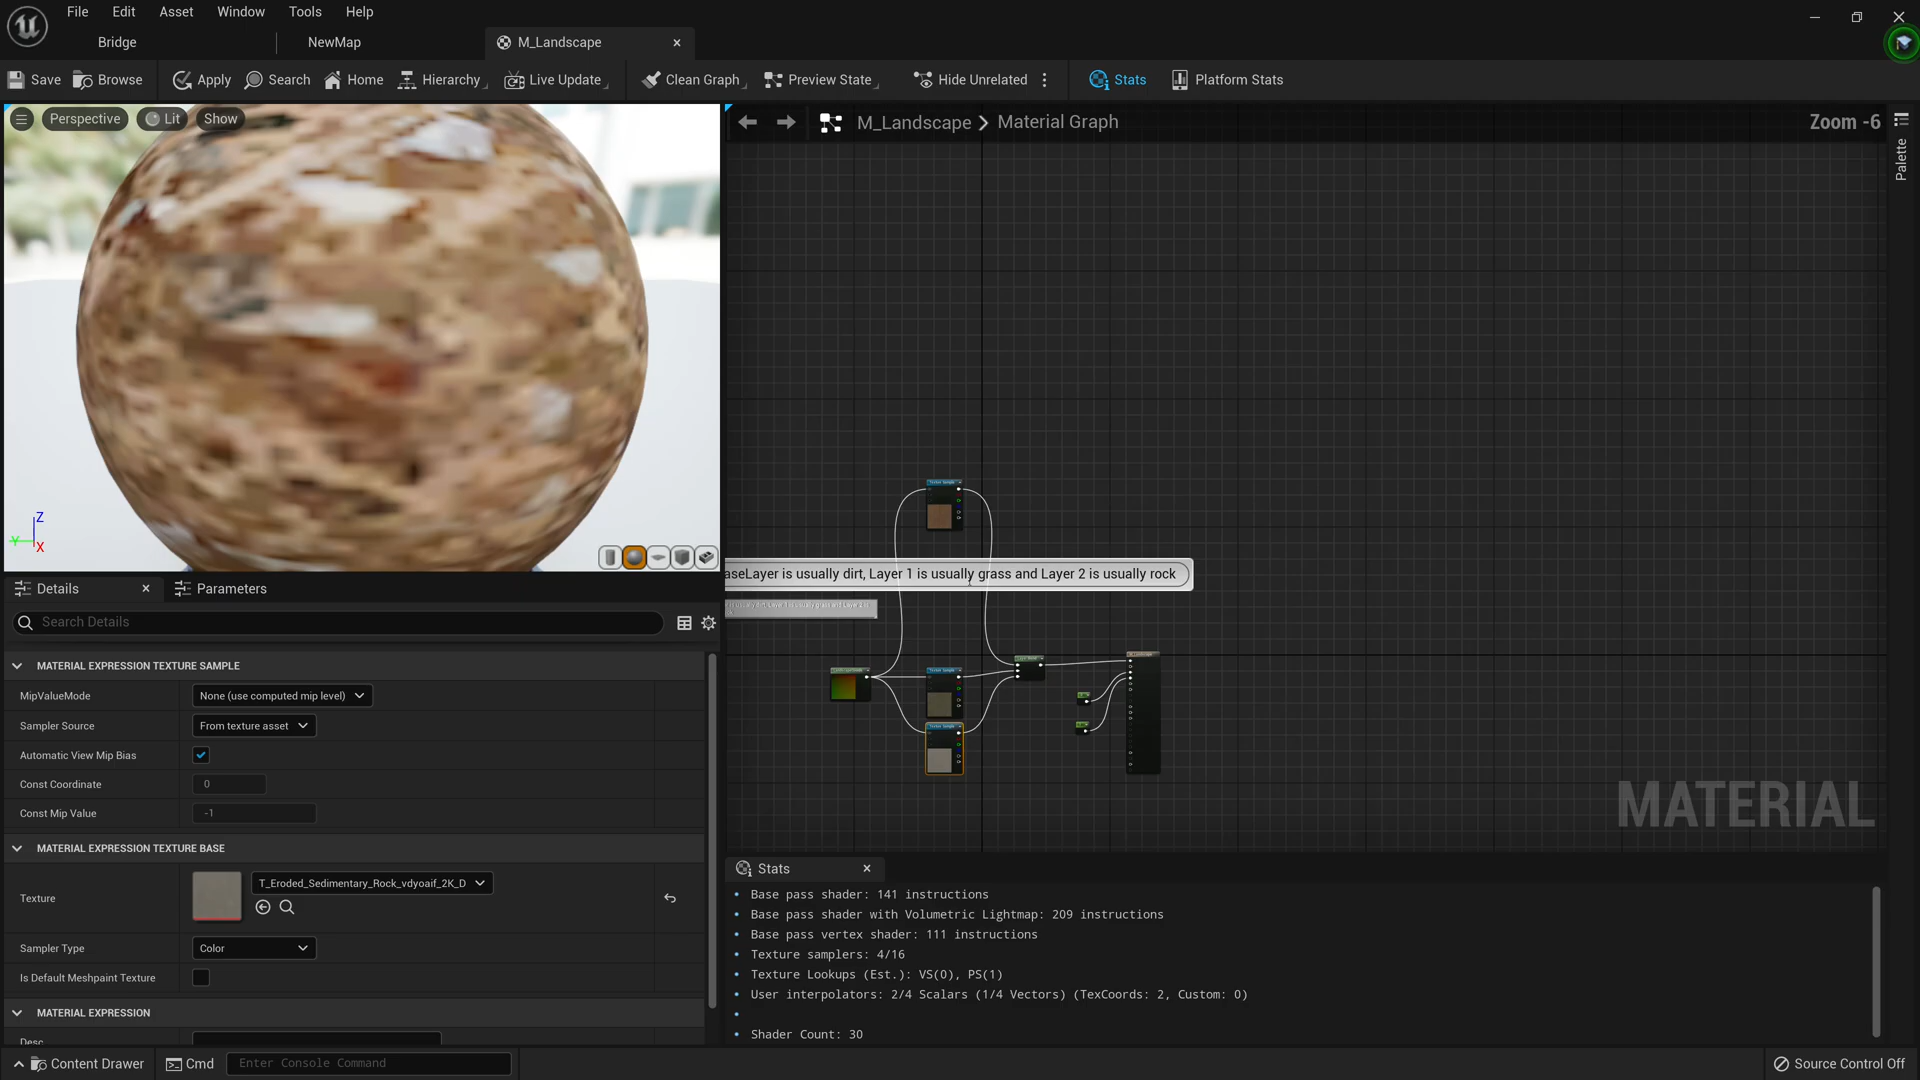 File Edit Asset Window Tools Help
Bridge NewMap M_Landscape
Save Browse Apply Search Home Hierarchy Live Update Clean Graph Preview State Hide Unrelated Stats Platform Stats
Perspective Lit Show
M_Landscape > Material Graph Zoom -6
Palette
aseLayer is usually dirt, Layer 1 is usually grass and Layer 2 is usually rock
Texture Sample
Texture Sample
Texture Sample
Z
Y
X
MATERIAL
Details Parameters
Search Details
MATERIAL EXPRESSION TEXTURE SAMPLE
MipValueMode None (use computed mip level)
Sampler Source From texture asset
Automatic View Mip Bias
Const Coordinate 0
Const Mip Value -1
MATERIAL EXPRESSION TEXTURE BASE
Texture T_Eroded_Sedimentary_Rock_vdyoaif_2K_D
Sampler Type Color
Is Default Meshpaint Texture
MATERIAL EXPRESSION
Desc
Stats
Base pass shader: 141 instructions
Base pass shader with Volumetric Lightmap: 209 instructions
Base pass vertex shader: 111 instructions
Texture samplers: 4/16
Texture Lookups (Est.): VS(0), PS(1)
User interpolators: 2/4 Scalars (1/4 Vectors) (TexCoords: 2, Custom: 0)
Shader Count: 30
Content Drawer Cmd Enter Console Command Source Control Off